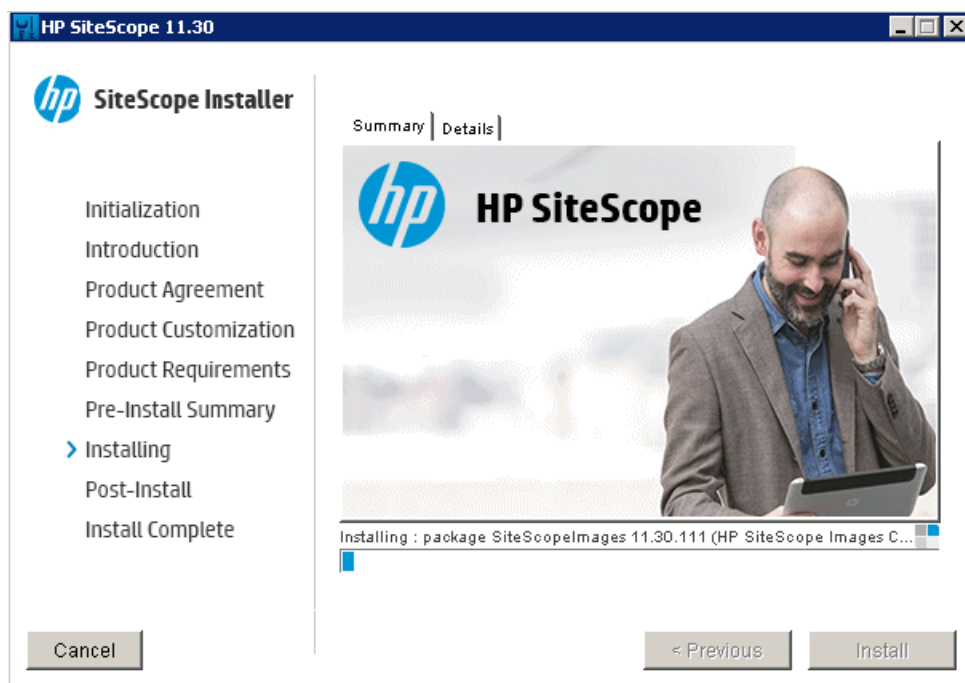 HP SiteScope 11.30
hp SiteScope Installer
Initialization
Introduction
Product Agreement
Product Customization
Product Requirements
Pre-Install Summary
Installing
Post-Install
Install Complete
Summary
Details
hp HP SiteScope
Installing : package SiteScopeImages 11.30.111 (HP SiteScope Images C...
Cancel
< Previous
Install